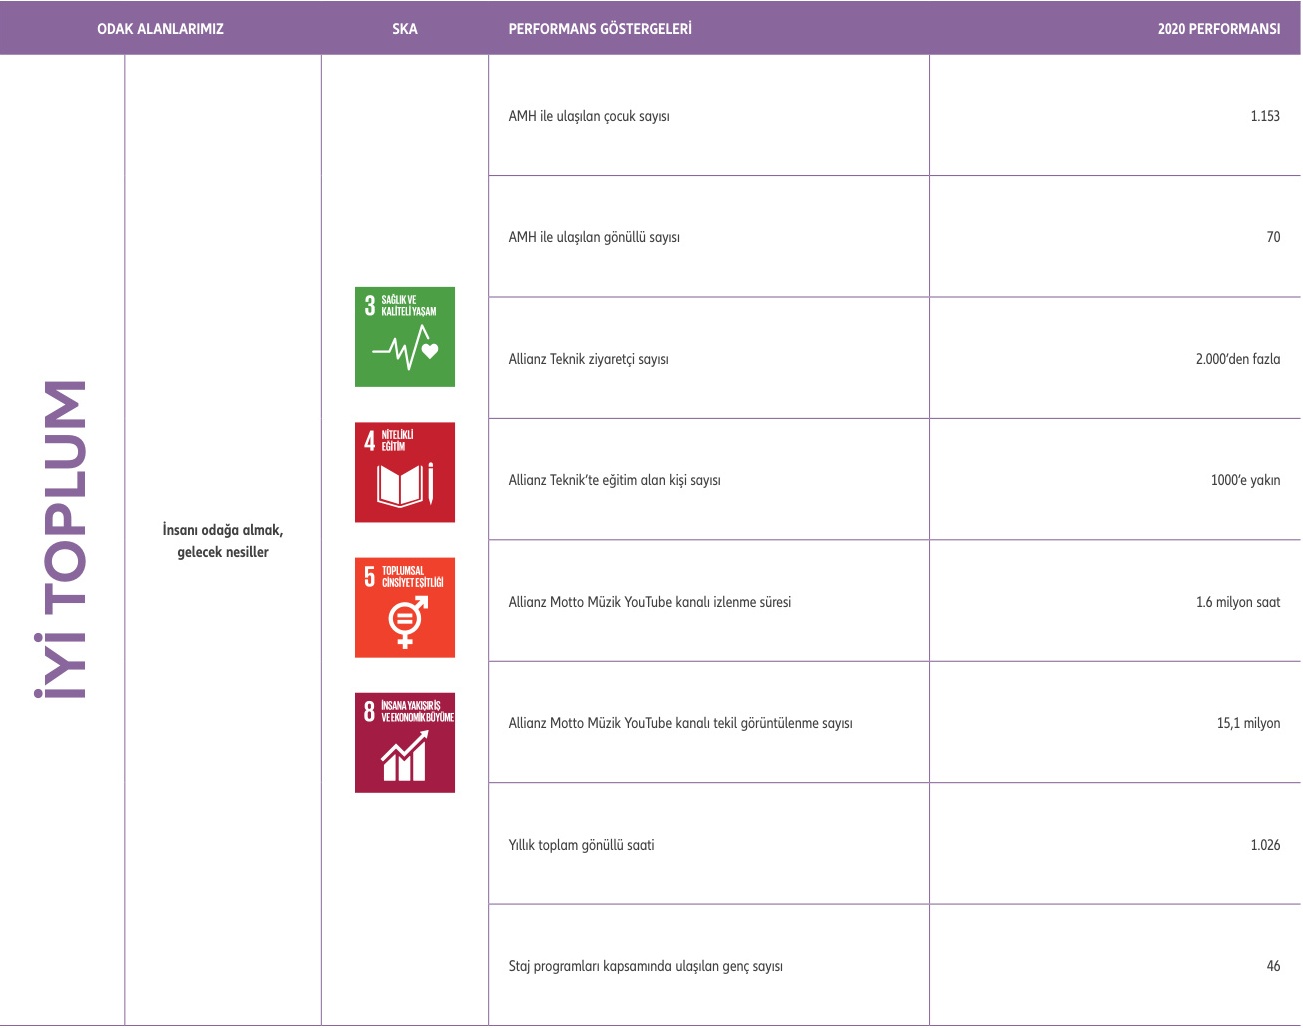 ODAK ALANLARIMIZ SKA PERFORMANS GÖSTERGELERİ 2020 PERFORMANSI
İYİ TOPLUM
İnsanı odağa almak,
gelecek nesiller
3 SAĞLIK VE
KALİTELİ YAŞAM
4 NİTELİKLİ
EĞİTİM
5 TOPLUMSAL
CİNSİYET EŞİTLİĞİ
8 İNSANA YAKIŞIR İŞ
VE EKONOMİK BÜYÜME
AMH ile ulaşılan çocuk sayısı 1.153
AMH ile ulaşılan gönüllü sayısı 70
Allianz Teknik ziyaretçi sayısı 2.000’den fazla
Allianz Teknik’te eğitim alan kişi sayısı 1000’e yakın
Allianz Motto Müzik YouTube kanalı izlenme süresi 1.6 milyon saat
Allianz Motto Müzik YouTube kanalı tekil görüntülenme sayısı 15,1 milyon
Yıllık toplam gönüllü saati 1.026
Staj programları kapsamında ulaşılan genç sayısı 46